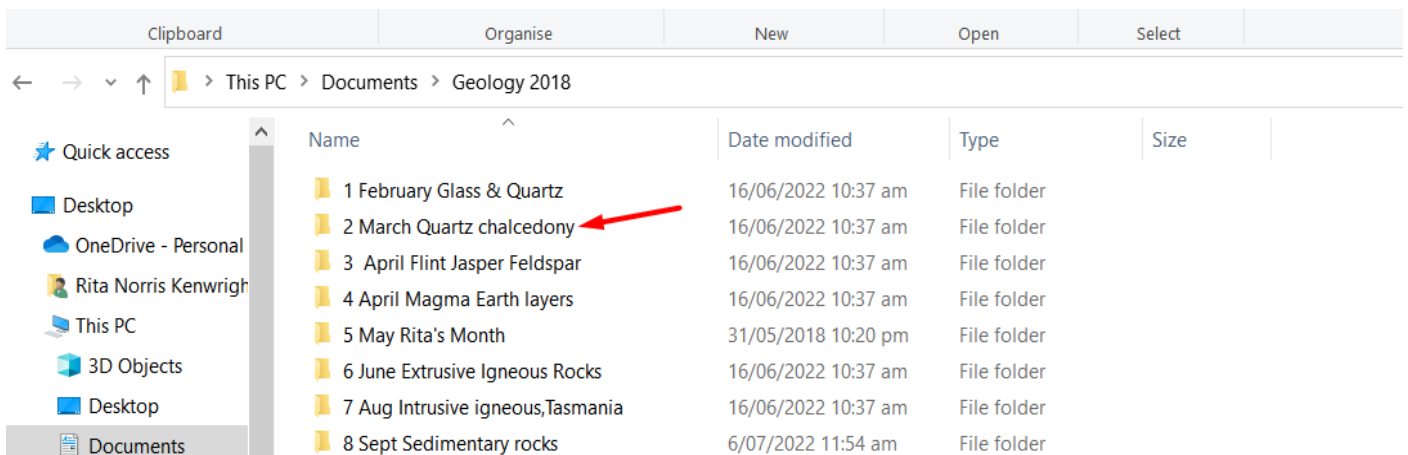 Clipboard Organise New Open Select
This PC > Documents > Geology 2018
Quick access
Desktop
OneDrive - Personal
Rita Norris Kenwrigh
This PC
3D Objects
Desktop
Documents
Name Date modified Type Size
1 February Glass & Quartz 16/06/2022 10:37 am File folder
2 March Quartz chalcedony 16/06/2022 10:37 am File folder
3  April Flint Jasper Feldspar 16/06/2022 10:37 am File folder
4 April Magma Earth layers 16/06/2022 10:37 am File folder
5 May Rita's Month 31/05/2018 10:20 pm File folder
6 June Extrusive Igneous Rocks 16/06/2022 10:37 am File folder
7 Aug Intrusive igneous,Tasmania 16/06/2022 10:37 am File folder
8 Sept Sedimentary rocks 6/07/2022 11:54 am File folder